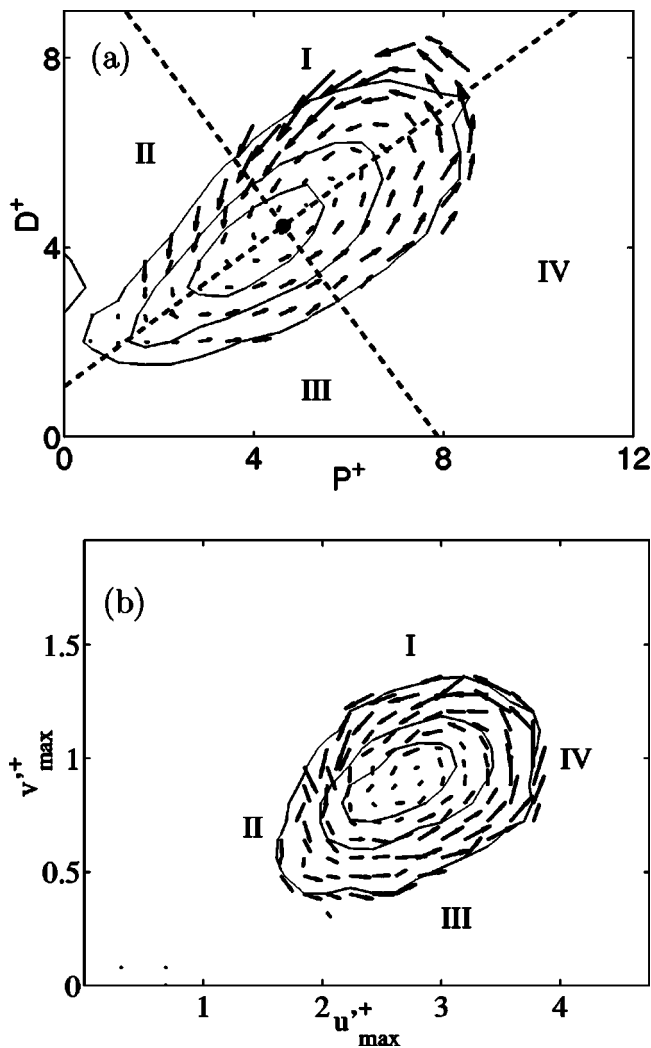 (a)
I
8
II
D+
4
IV
III
0
0 4 8 12
P+
(b)
I
1.5
v',+ max
1
IV
II
0.5
III
0
1 2 3 4
u',+ max